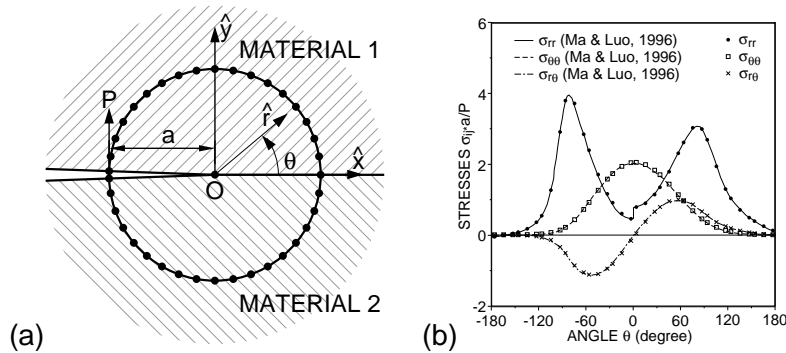 (a)
ŷ
MATERIAL 1
P
a
r̂
θ
x̂
O
MATERIAL 2
(b)
STRESSES σij*a/P
6
4
2
0
-2
σrr (Ma & Luo, 1996)
σθθ (Ma & Luo, 1996)
σrθ (Ma & Luo, 1996)
σrr
σθθ
σrθ
-180 -120 -60 0 60 120 180
ANGLE θ (degree)